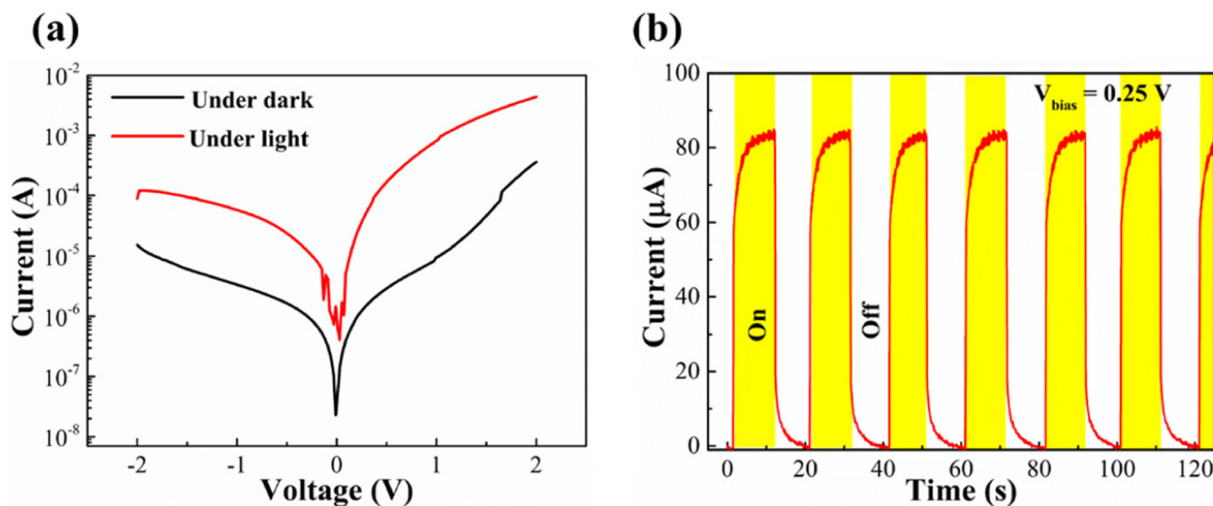 (a)
10⁻²
10⁻³
10⁻⁴
10⁻⁵
10⁻⁶
10⁻⁷
10⁻⁸
Current (A)
Under dark
Under light
-2 -1 0 1 2
Voltage (V)
(b)
100
80
60
40
20
0
Current (μA)
V_bias = 0.25 V
On
Off
0 20 40 60 80 100 120
Time (s)